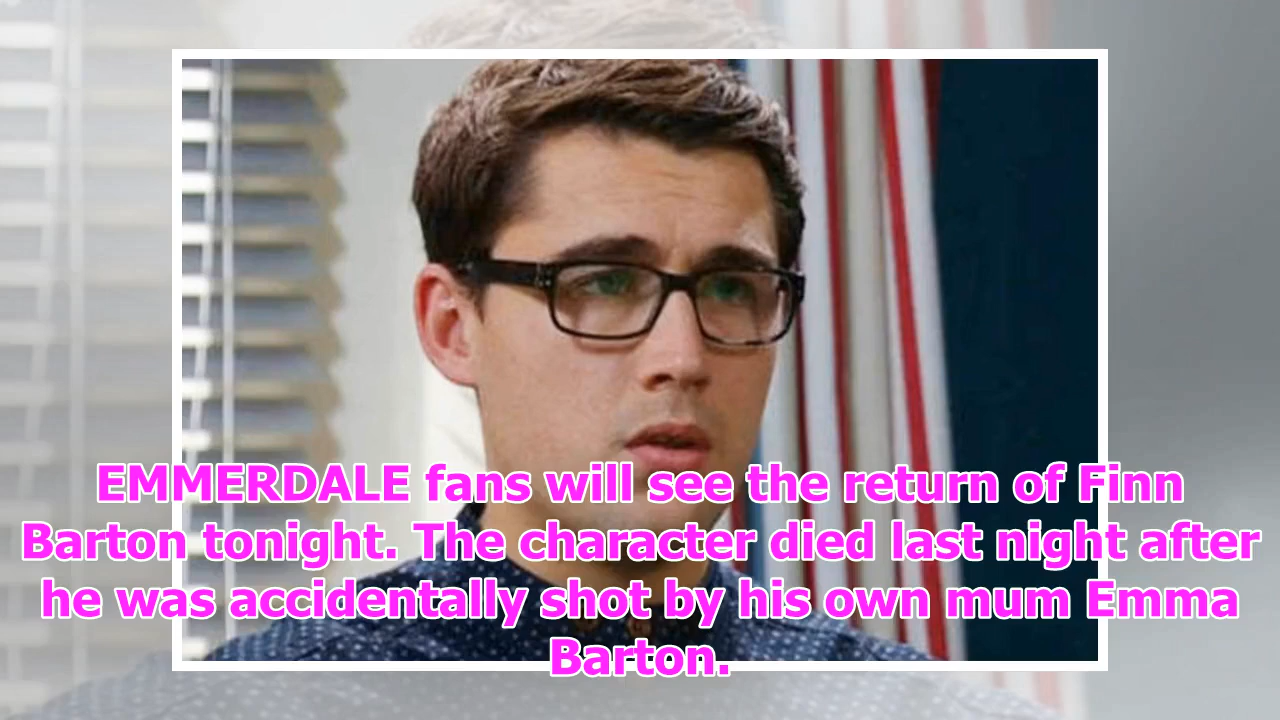 EMMERDALE fans will see the return of Finn
Barton tonight. The character died last night after
he was accidentally shot by his own mum Emma
Barton.